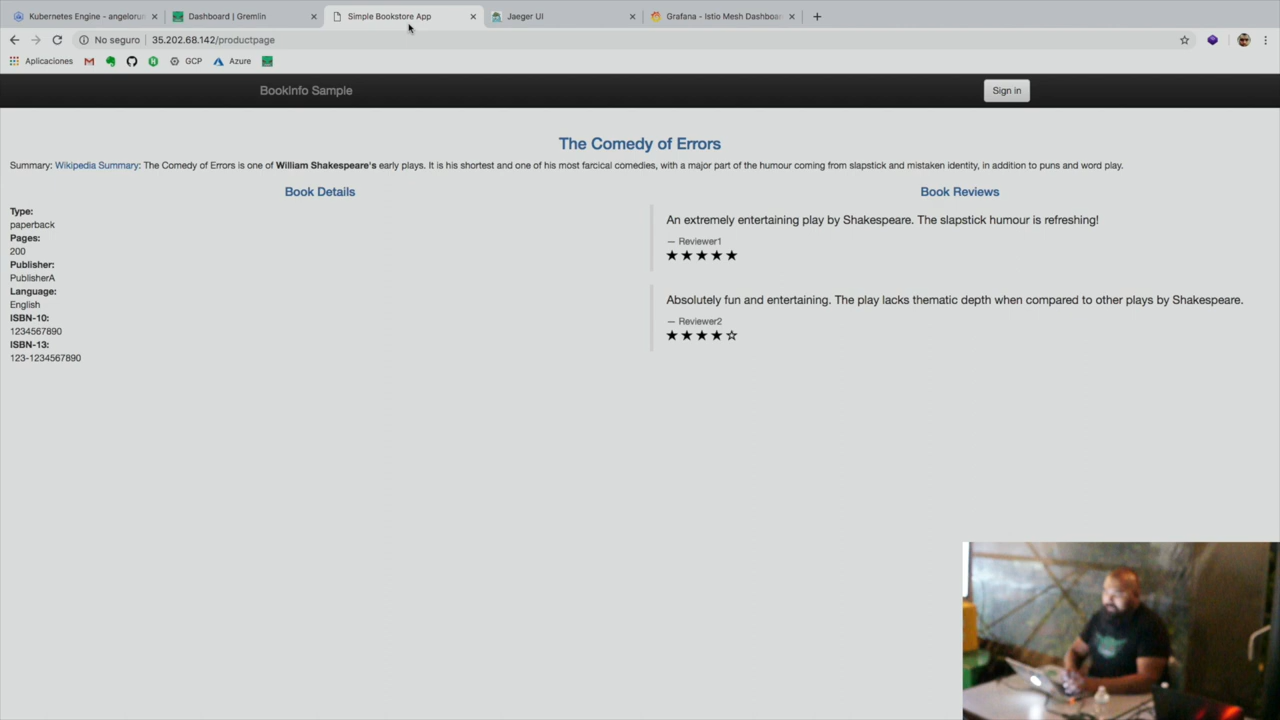 Kubernetes Engine - angelorus
Dashboard | Gremlin
Simple Bookstore App
Jaeger UI
Grafana - Istio Mesh Dashboar
No seguro
35.202.68.142/productpage
Aplicaciones
GCP
Azure
BookInfo Sample
Sign in
The Comedy of Errors
Summary: Wikipedia Summary: The Comedy of Errors is one of William Shakespeare's early plays. It is his shortest and one of his most farcical comedies, with a major part of the humour coming from slapstick and mistaken identity, in addition to puns and word play.
Book Details
Type:
paperback
Pages:
200
Publisher:
PublisherA
Language:
English
ISBN-10:
1234567890
ISBN-13:
123-1234567890
Book Reviews
An extremely entertaining play by Shakespeare. The slapstick humour is refreshing!
— Reviewer1
★★★★★
Absolutely fun and entertaining. The play lacks thematic depth when compared to other plays by Shakespeare.
— Reviewer2
★★★★☆